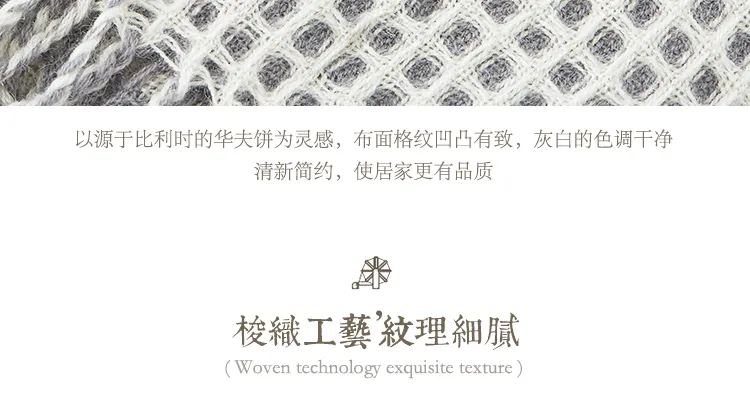 以源于比利时的华夫饼为灵感，布面格纹凹凸有致，灰白的色调干净
清新简约，使居家更有品质
梭織工藝’紋理細膩
( Woven technology exquisite texture )